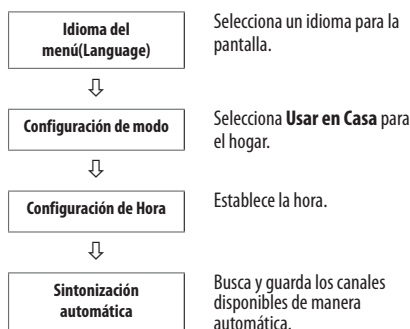 Idioma del
menú(Language)
Selecciona un idioma para la
pantalla.
Configuración de modo
Selecciona Usar en Casa para
el hogar.
Configuración de Hora
Establece la hora.
Sintonización
automática
Busca y guarda los canales
disponibles de manera
automática.